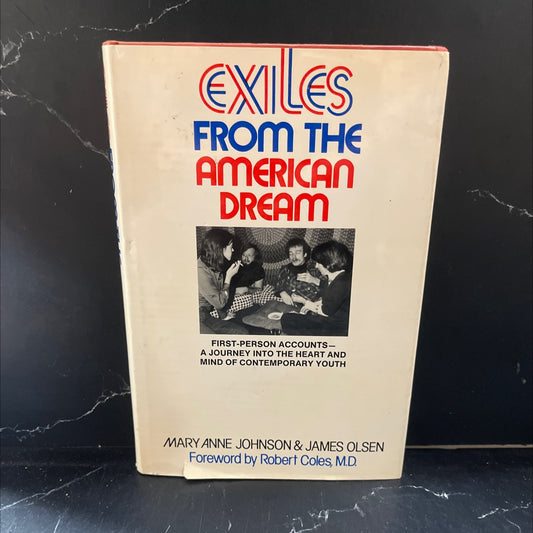 EXILES
FROM THE
AMERICAN
DREAM
FIRST-PERSON ACCOUNTS—
A JOURNEY INTO THE HEART AND
MIND OF CONTEMPORARY YOUTH
MARY ANNE JOHNSON & JAMES OLSEN
Foreword by Robert Coles, M.D.